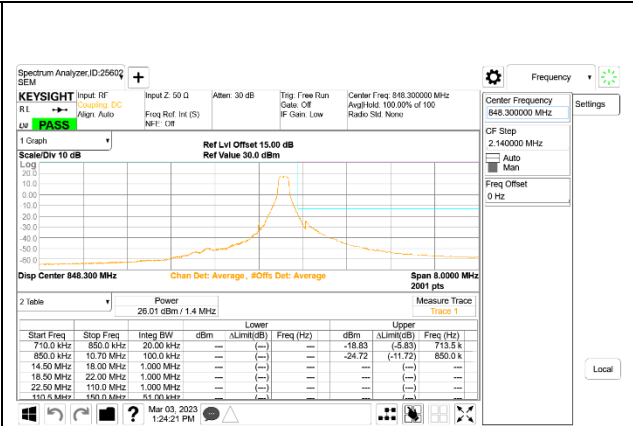 Spectrum Analyzer,ID:25602
SEM
+
Frequency
KEYSIGHT Input: RF Input Z: 50 Ω Atten: 30 dB Trig: Free Run Center Freq: 848.300000 MHz
RL Coupling: DC Gate: Off Avg|Hold: 100.00% of 100
Align: Auto Freq Ref: Int (S) IF Gain: Low Radio Std: None
PASS NFE: Off
Center Frequency
848.300000 MHz
Settings
CF Step
2.140000 MHz
Auto
Man
Freq Offset
0 Hz
1 Graph
Scale/Div 10 dB
Ref Lvl Offset 15.00 dB
Ref Value 30.0 dBm
Log
20.0
10.0
0.00
-10.0
-20.0
-30.0
-40.0
-50.0
-60.0
Disp Center 848.300 MHz Chan Det: Average, #Offs Det: Average Span 8.0000 MHz
2001 pts
2 Table
Power
26.01 dBm / 1.4 MHz
Measure Trace
Trace 1
Lower Upper
Start Freq Stop Freq Integ BW dBm ΔLimit(dB) Freq (Hz) dBm ΔLimit(dB) Freq (Hz)
710.0 kHz 850.0 kHz 20.00 kHz --- (---) --- -18.83 (-5.83) 713.5 k
850.0 kHz 10.70 MHz 100.0 kHz --- (---) --- -24.72 (-11.72) 850.0 k
14.50 MHz 18.00 MHz 1.000 MHz --- (---) --- --- (---) ---
18.50 MHz 22.00 MHz 1.000 MHz --- (---) --- --- (---) ---
22.50 MHz 110.0 MHz 1.000 MHz --- (---) --- --- (---) ---
110.5 MHz 150.0 MHz 51.00 kHz --- (---) --- --- (---) ---
Local
? Mar 03, 2023
1:24:21 PM